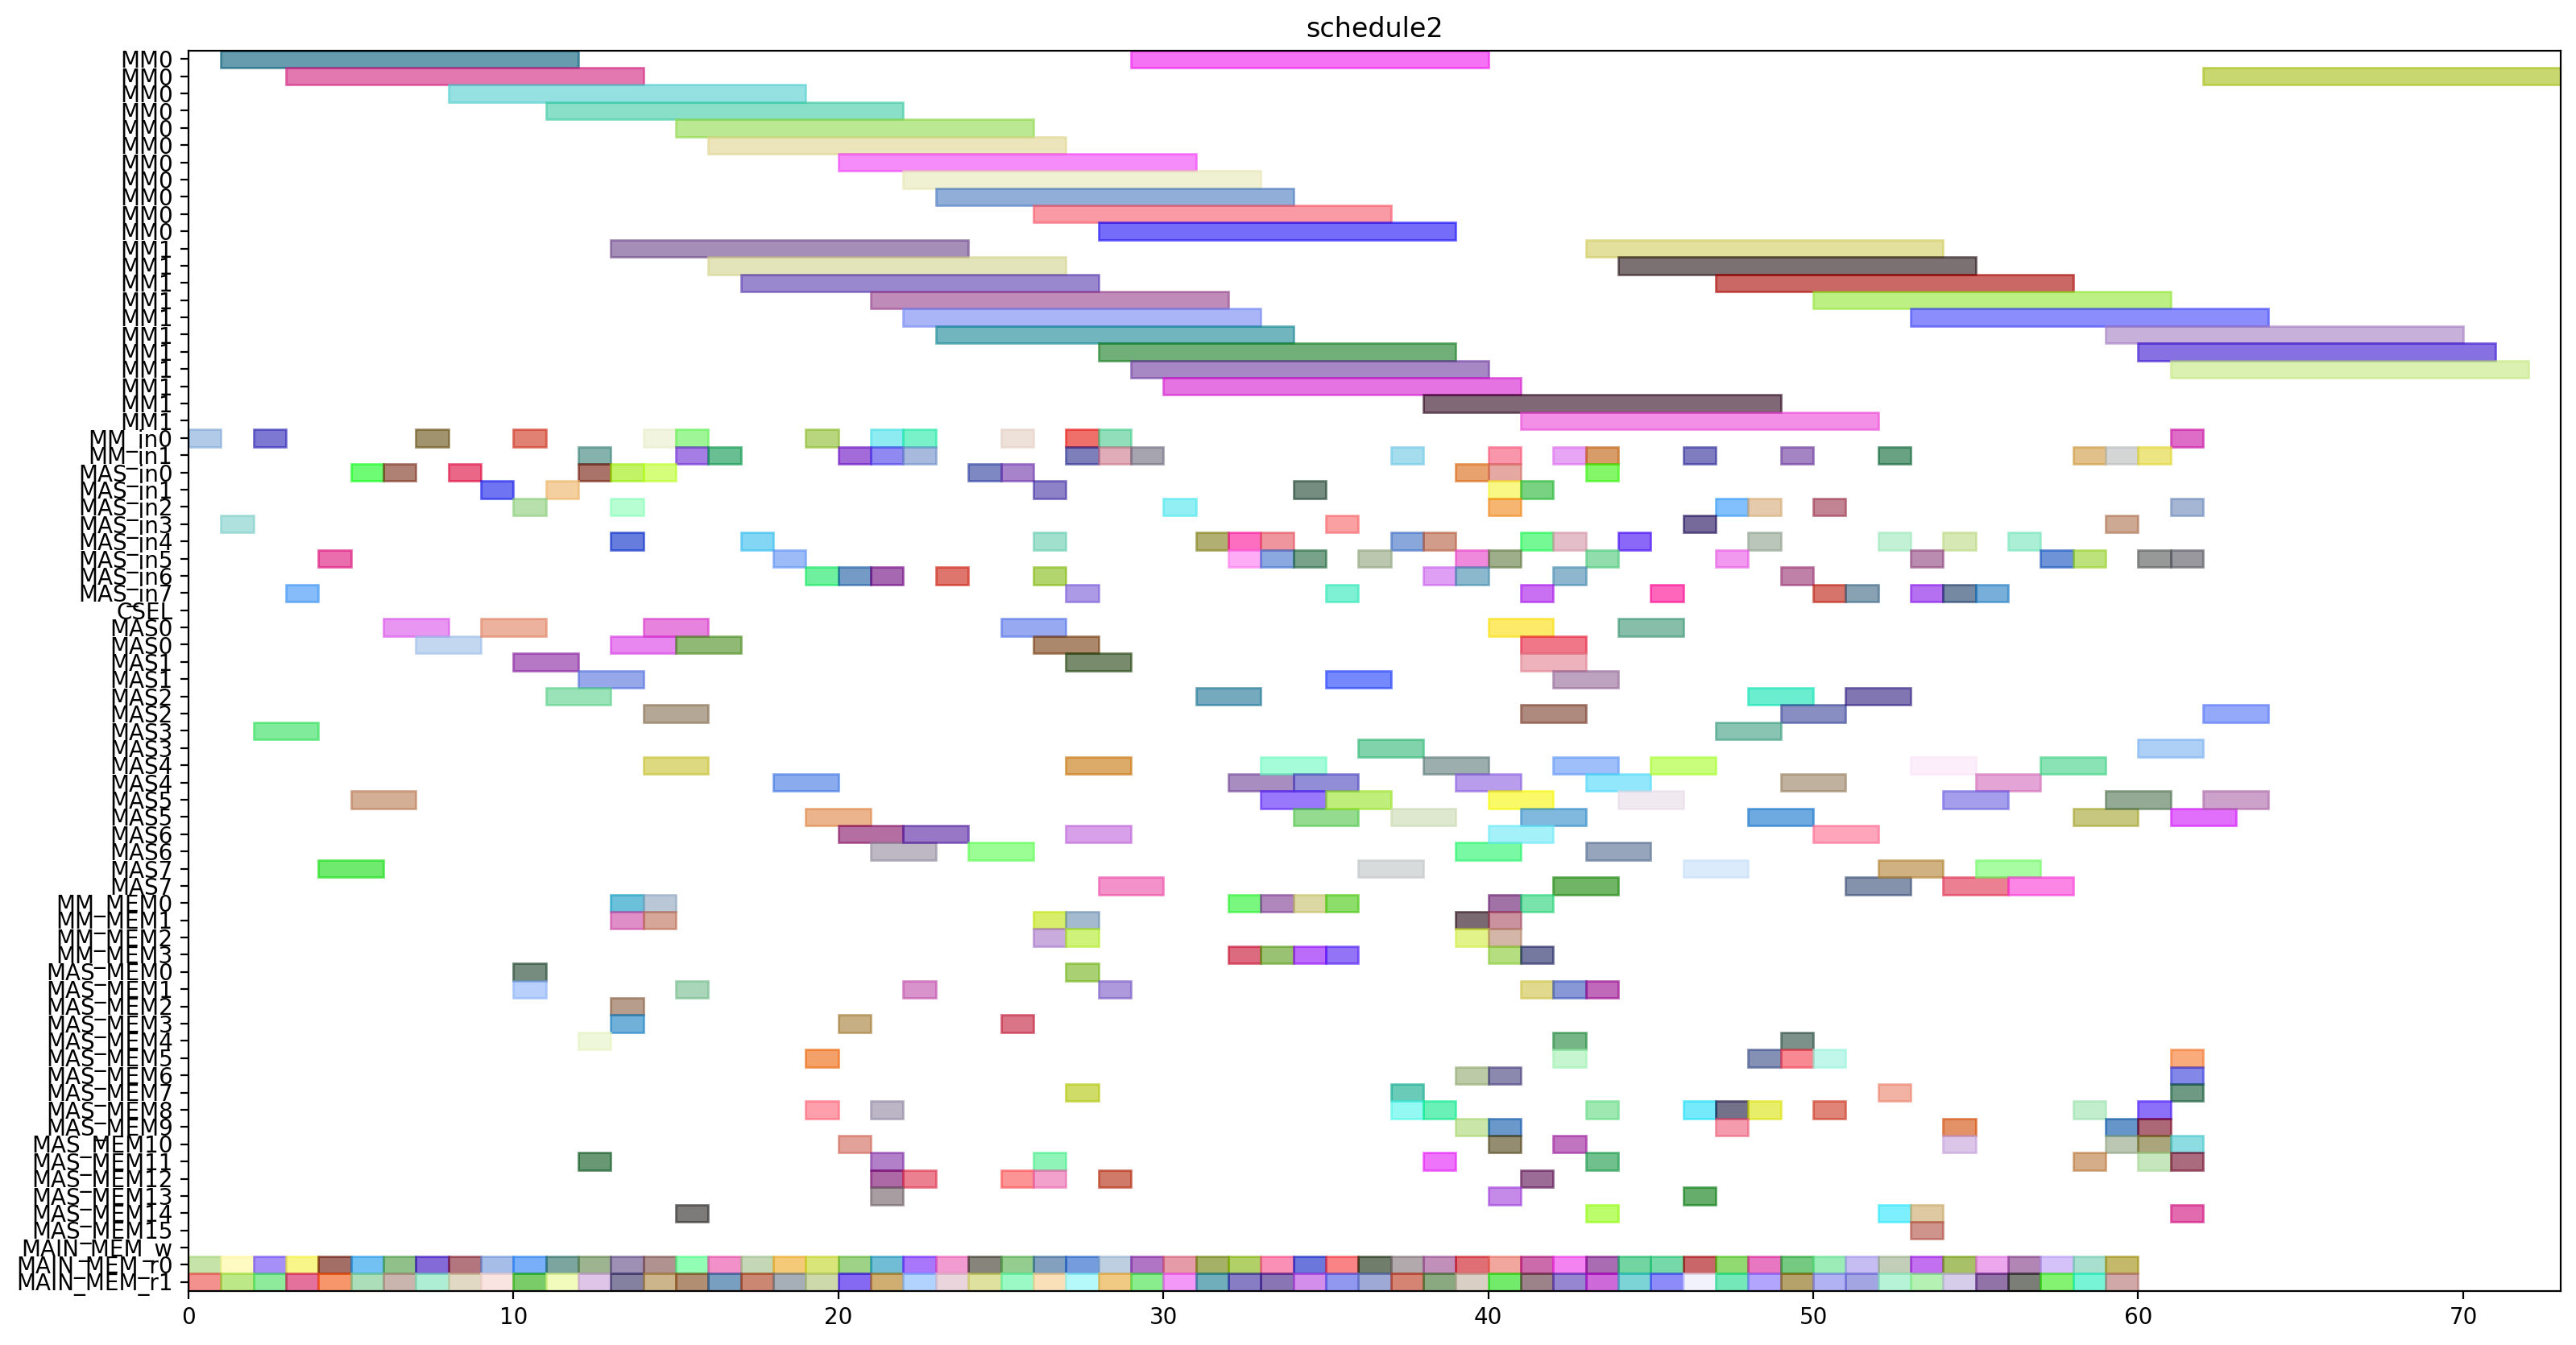 schedule2
MM0
MM0
MM0
MM0
MM0
MM0
MM0
MM0
MM0
MM0
MM0
MM1
MM1
MM1
MM1
MM1
MM1
MM1
MM1
MM1
MM1
MM1
MM_in0
MM_in1
MAS_in0
MAS_in1
MAS_in2
MAS_in3
MAS_in4
MAS_in5
MAS_in6
MAS_in7
CSEL
MAS0
MAS0
MAS1
MAS1
MAS2
MAS2
MAS3
MAS3
MAS4
MAS4
MAS5
MAS5
MAS6
MAS6
MAS7
MAS7
MM_MEM0
MM_MEM1
MM_MEM2
MM_MEM3
MAS_MEM0
MAS_MEM1
MAS_MEM2
MAS_MEM3
MAS_MEM4
MAS_MEM5
MAS_MEM6
MAS_MEM7
MAS_MEM8
MAS_MEM9
MAS_MEM10
MAS_MEM11
MAS_MEM12
MAS_MEM13
MAS_MEM14
MAS_MEM15
MAIN_MEM_w
MAIN_MEM_r0
MAIN_MEM_r1
0 10 20 30 40 50 60 70